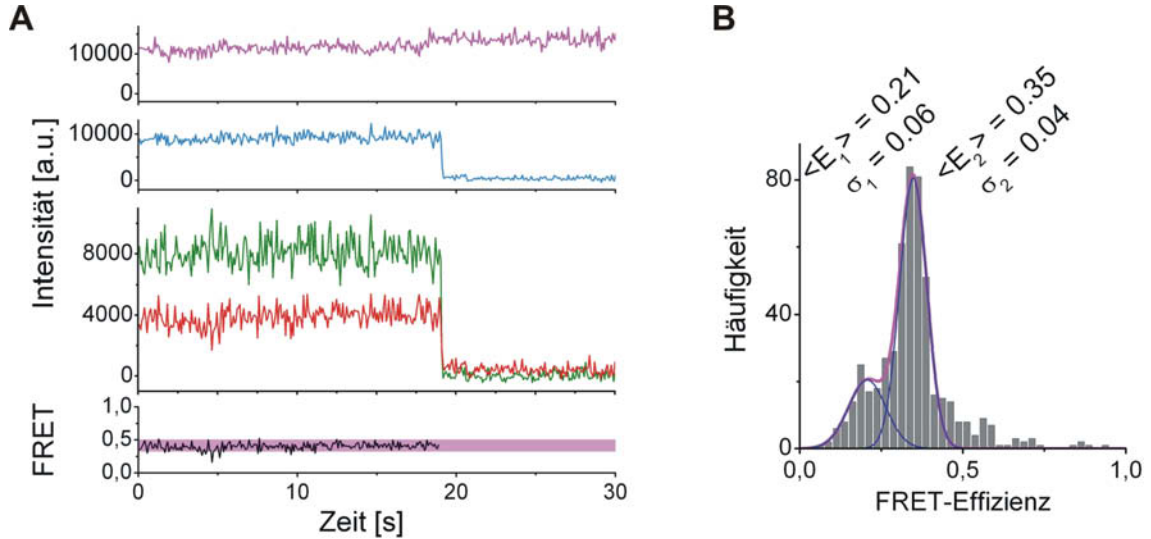 A
Intensität [a.u.]
10000
0
10000
0
8000
4000
0
FRET
1,0
0,5
0,0
0
10
20
30
Zeit [s]
B
<E₁> = 0.21
σ₁ = 0.06
<E₂> = 0.35
σ₂ = 0.04
Häufigkeit
80
40
0
0,0
0,5
1,0
FRET-Effizienz